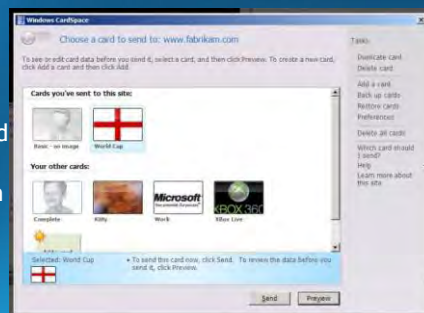 Windows CardSpace
Choose a card to send to: www.fabrikam.com
To see or edit card data before you send it, select a card, and then click Preview. To create a new card,
click Add a card and then click Add.
Cards you've sent to this site:
Basic - no image
World Cup
Your other cards:
Complete
Kitty
Work
XBox Live
Microsoft
XBOX 360
Selected: World Cup
• To send this card now, click Send. To review the data before you
send it, click Preview.
Send
Preview
Tasks
Duplicate card
Delete card
Add a card
Back up cards
Restore cards
Preferences
Delete all cards
Which card should
I send?
Help
Learn more about
this site